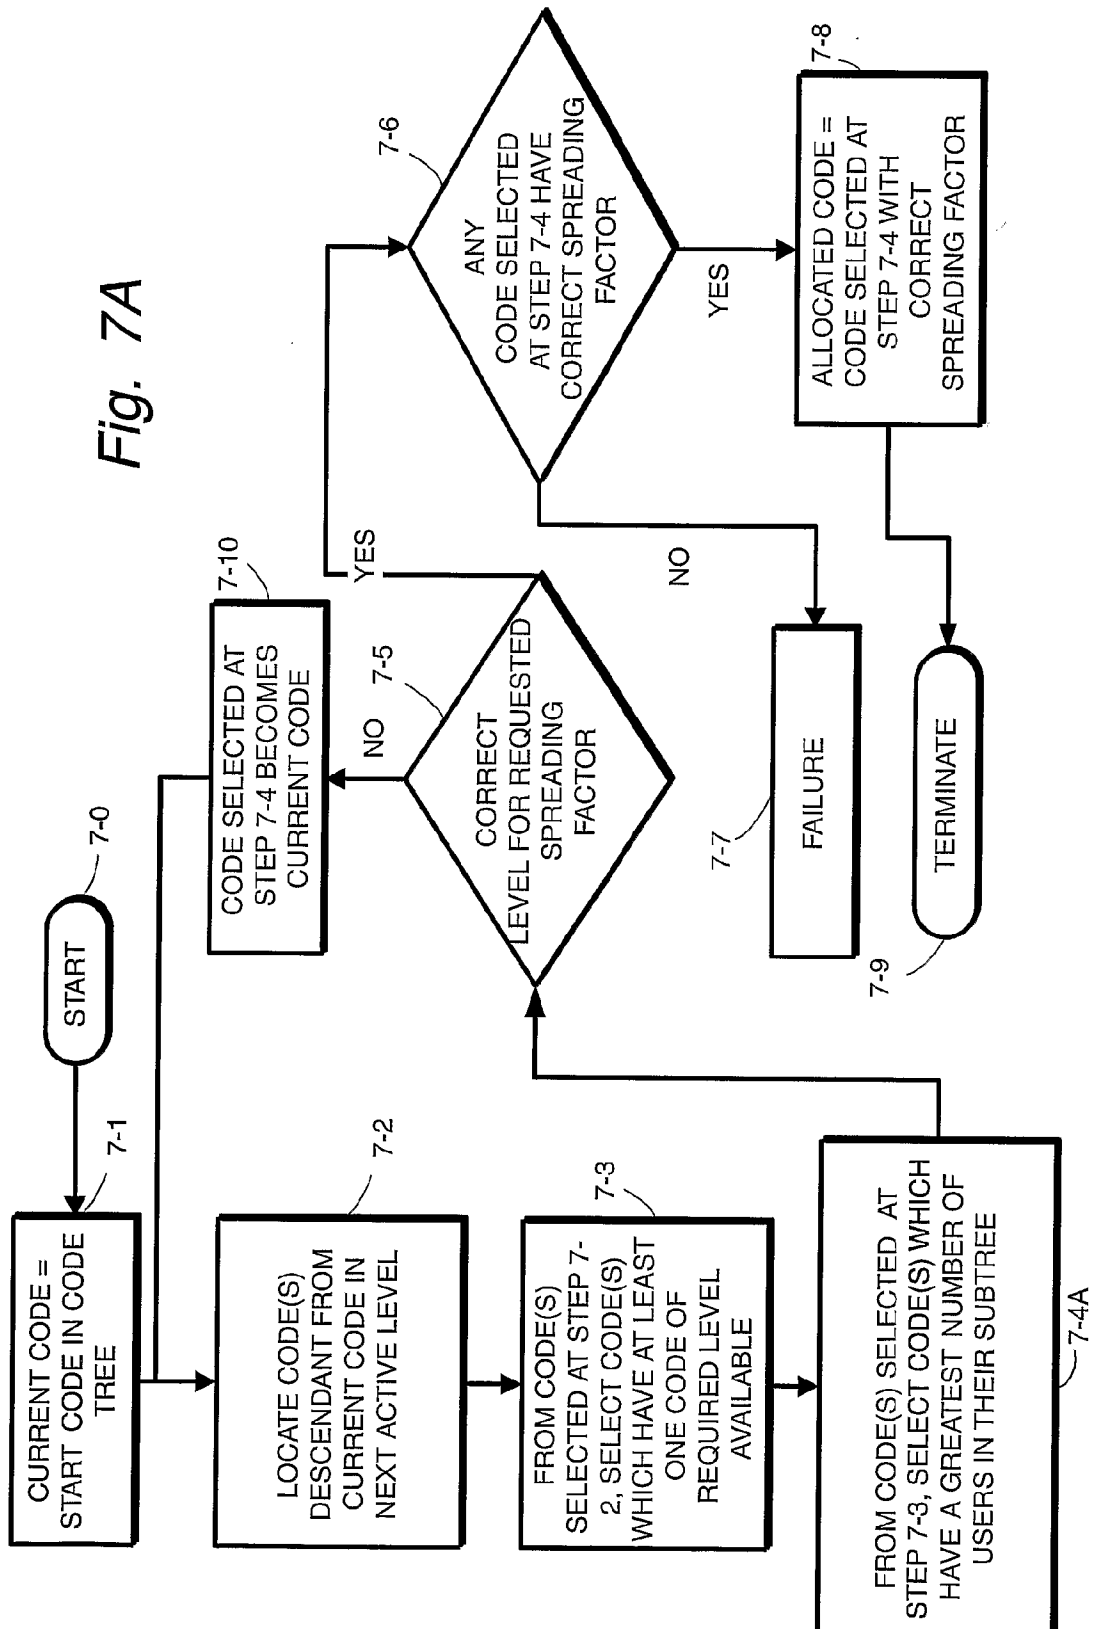 Fig. 7A
START
7-0
CURRENT CODE =
START CODE IN CODE
TREE
7-1
LOCATE CODE(S)
DESCENDANT FROM
CURRENT CODE IN
NEXT ACTIVE LEVEL
7-2
FROM CODE(S)
SELECTED AT STEP 7-
2, SELECT CODE(S)
WHICH HAVE AT LEAST
ONE CODE OF
REQUIRED LEVEL
AVAILABLE
7-3
FROM CODE(S) SELECTED AT
STEP 7-3, SELECT CODE(S) WHICH
HAVE A GREATEST NUMBER OF
USERS IN THEIR SUBTREE
7-4A
CORRECT
LEVEL FOR REQUESTED
SPREADING
FACTOR
7-5
NO
CODE SELECTED AT
STEP 7-4 BECOMES
CURRENT CODE
7-10
YES
ANY
CODE SELECTED
AT STEP 7-4 HAVE
CORRECT SPREADING
FACTOR
7-6
NO
FAILURE
7-7
YES
ALLOCATED CODE =
CODE SELECTED AT
STEP 7-4 WITH
CORRECT
SPREADING FACTOR
7-8
TERMINATE
7-9